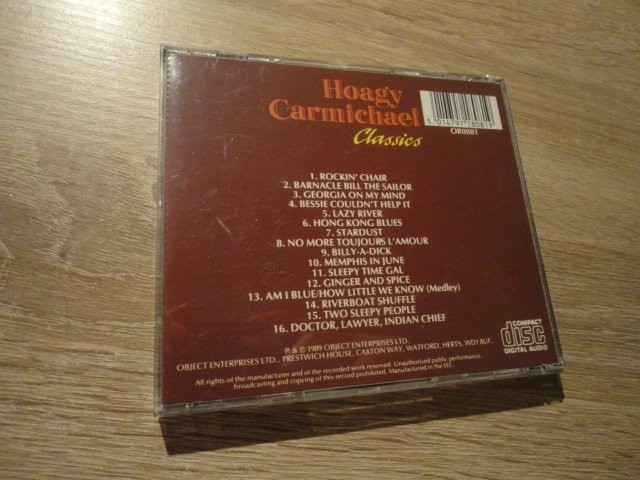 Hoagy
Carmichael
Classics
5 014797 180819
OR0081
1. ROCKIN' CHAIR
2. BARNACLE BILL THE SAILOR
3. GEORGIA ON MY MIND
4. BESSIE COULDN'T HELP IT
5. LAZY RIVER
6. HONG KONG BLUES
7. STARDUST
8. NO MORE TOUJOURS L'AMOUR
9. BILLY-A-DICK
10. MEMPHIS IN JUNE
11. SLEEPY TIME GAL
12. GINGER AND SPICE
13. AM I BLUE/HOW LITTLE WE KNOW (Medley)
14. RIVERBOAT SHUFFLE
15. TWO SLEEPY PEOPLE
16. DOCTOR, LAWYER, INDIAN CHIEF
℗ & © 1989 OBJECT ENTERPRISES LTD.
OBJECT ENTERPRISES LTD., PRESTWICH HOUSE, CAXTON WAY, WATFORD, HERTS, WD1 8UF.
All rights of the manufacturer and of the recorded work reserved. Unauthorised public performance,
broadcasting and copying of this record prohibited. Manufactured in the EEC.
COMPACT
disc
DIGITAL AUDIO